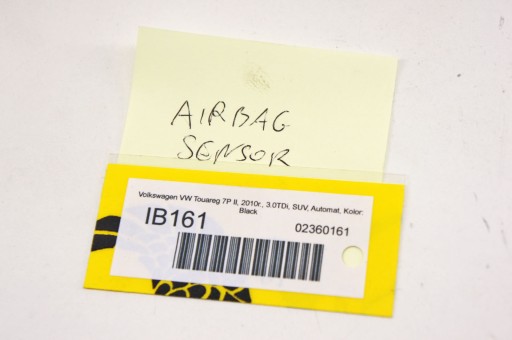 AIRBAG
SENSOR
Volkswagen VW Touareg 7P II, 2010r., 3.0TDi, SUV, Automat, Kolor:
Black
IB161
02360161